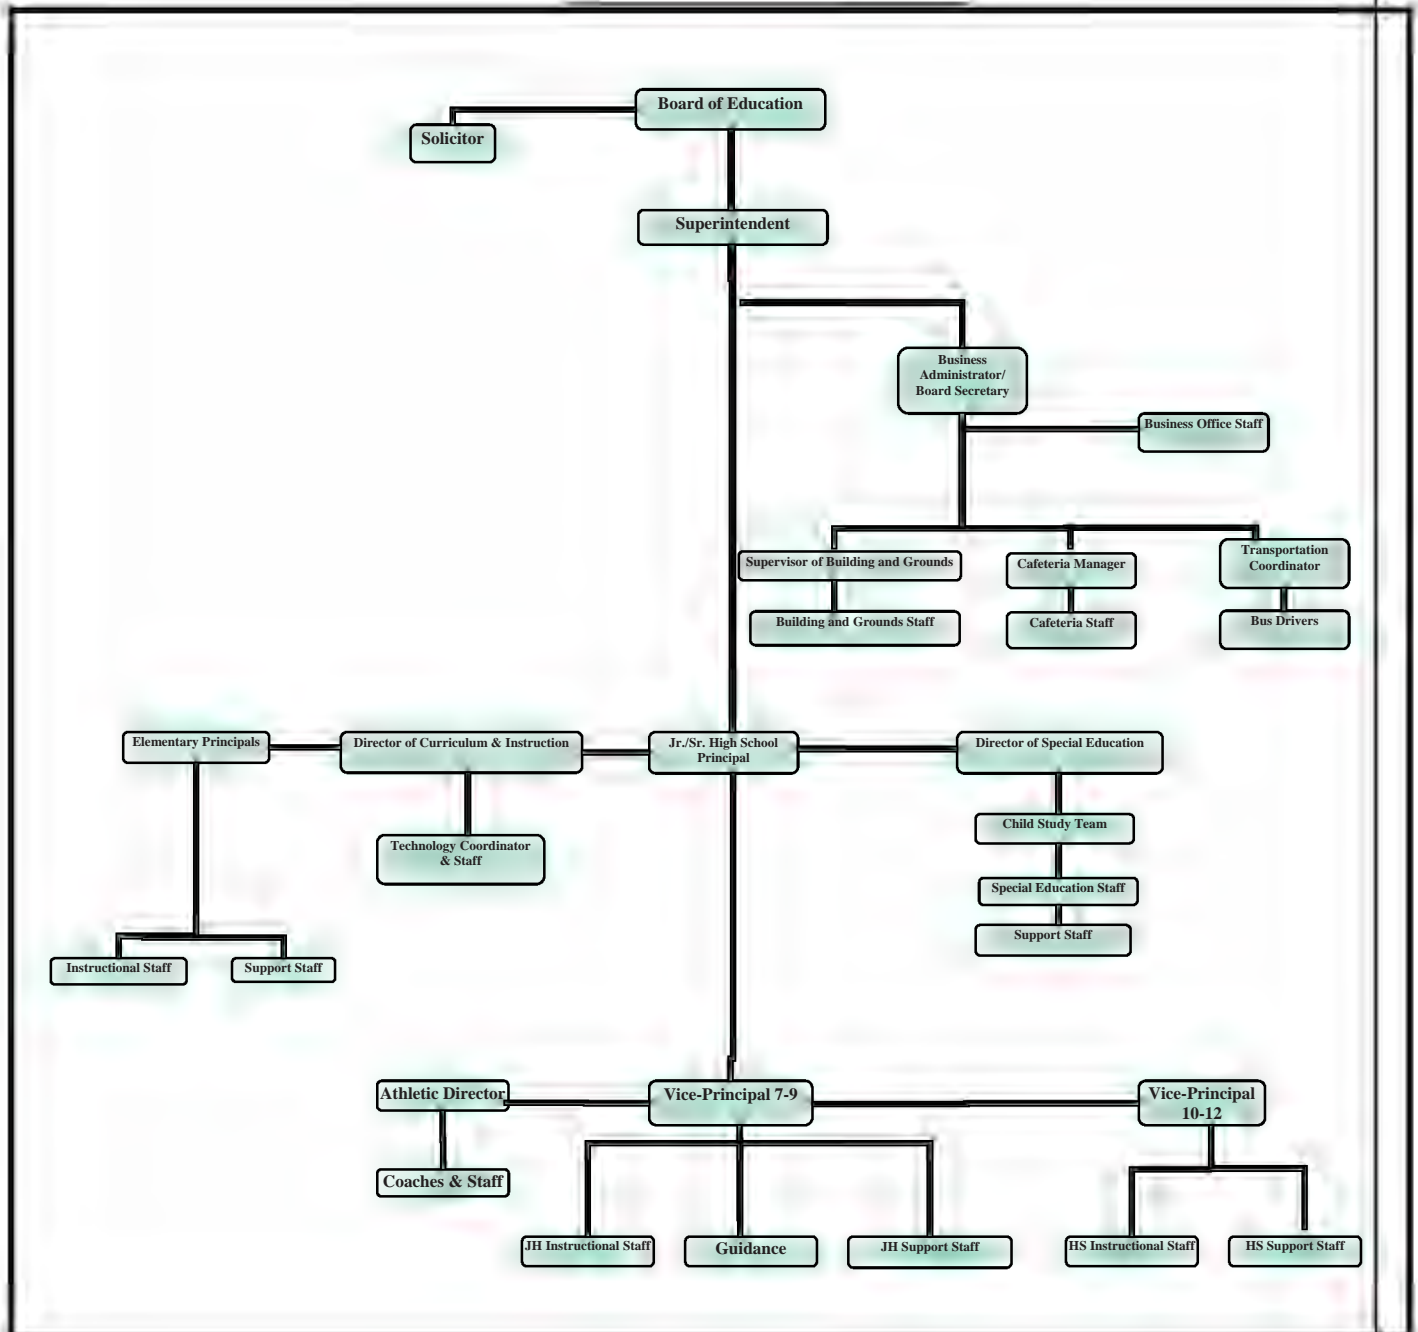 Board of Education
Solicitor
Superintendent
Business
Administrator/
Board Secretary
Business Office Staff
Supervisor of Building and Grounds
Cafeteria Manager
Transportation
Coordinator
Building and Grounds Staff
Cafeteria Staff
Bus Drivers
Elementary Principals
Director of Curriculum & Instruction
Jr./Sr. High School
Principal
Director of Special Education
Technology Coordinator
& Staff
Child Study Team
Special Education Staff
Support Staff
Instructional Staff
Support Staff
Athletic Director
Vice-Principal 7-9
Vice-Principal
10-12
Coaches & Staff
JH Instructional Staff
Guidance
JH Support Staff
HS Instructional Staff
HS Support Staff